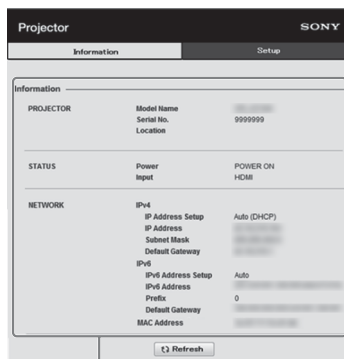 Projector SONY
Information Setup
Information
PROJECTOR Model Name
Serial No. 9999999
Location
STATUS Power POWER ON
Input HDMI
NETWORK IPv4
IP Address Setup Auto (DHCP)
IP Address
Subnet Mask
Default Gateway
IPv6
IPv6 Address Setup Auto
IPv6 Address
Prefix 0
Default Gateway
MAC Address
Refresh